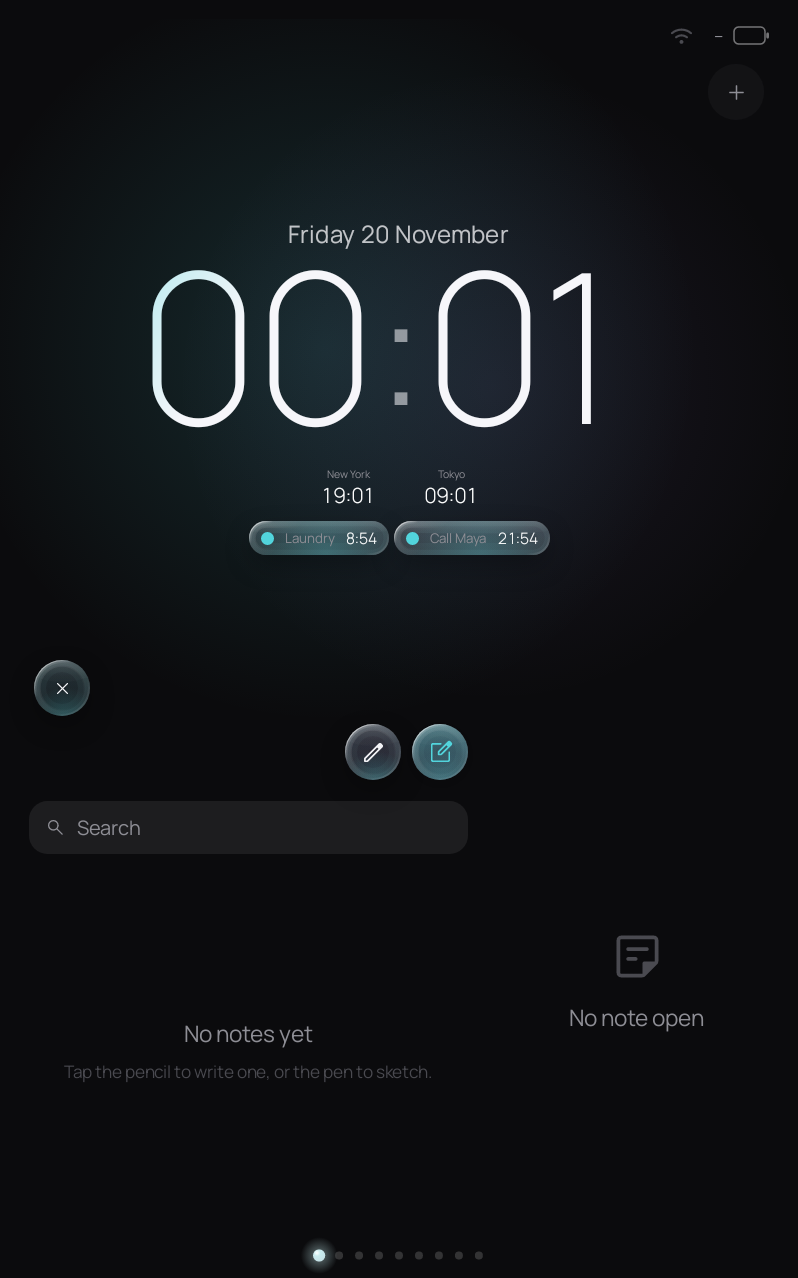 Friday 20 November
00:01
New York Tokyo
19:01 09:01
Laundry 8:54 Call Maya 21:54
Search
No note open
No notes yet
Tap the pencil to write one, or the pen to sketch.